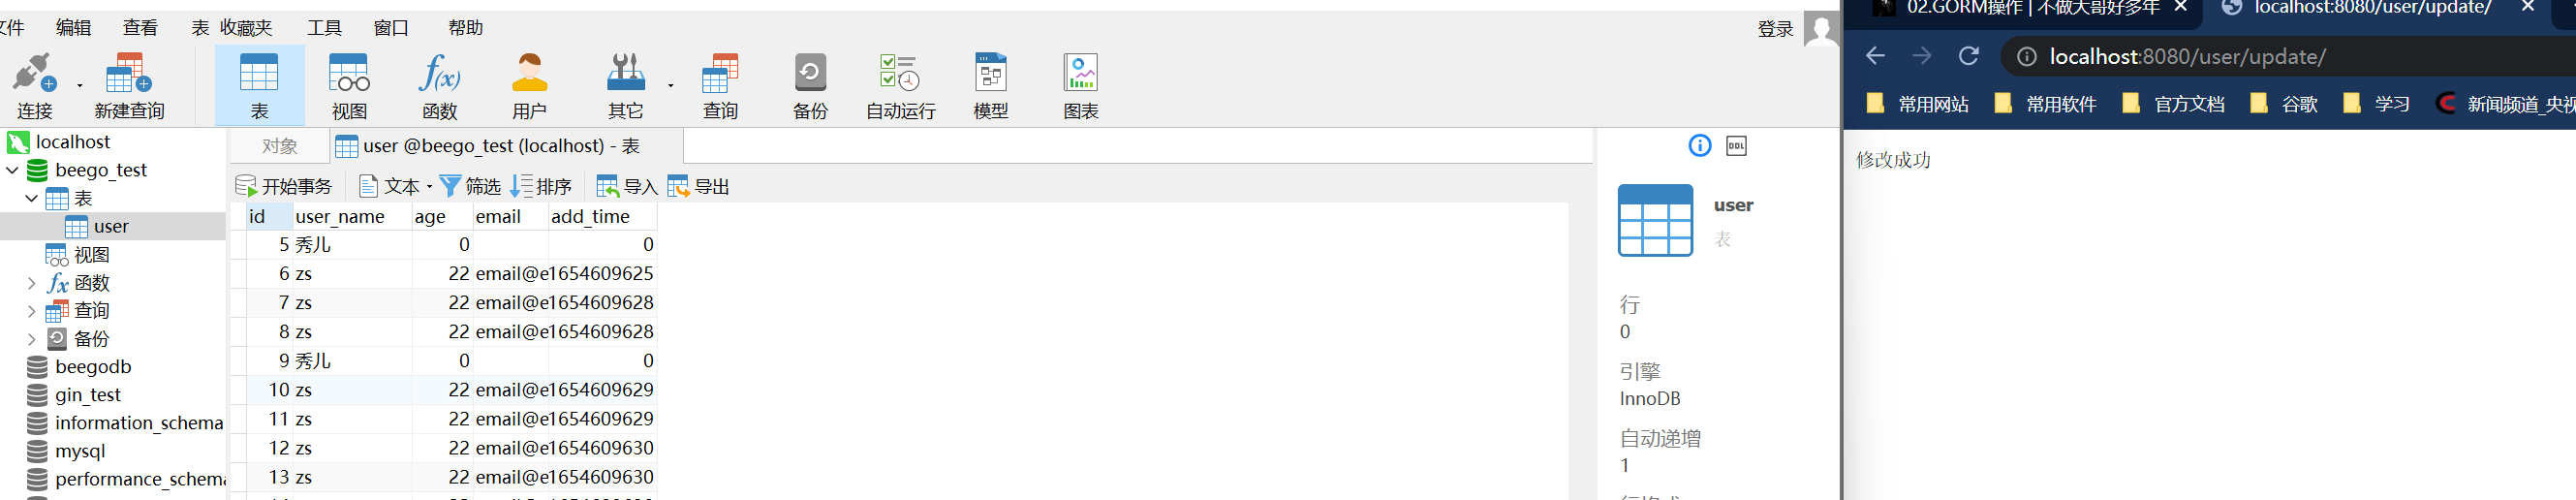 文件 编辑 查看 表 收藏夹 工具 窗口 帮助 登录
连接 新建查询 表 视图 函数 用户 其它 查询 备份 自动运行 模型 图表
localhost
beego_test
表
user
视图
函数
查询
备份
beegodb
gin_test
information_schema
mysql
performance_schema
对象 user @beego_test (localhost) - 表
开始事务 文本 筛选 排序 导入 导出
id user_name age email add_time
5 秀儿 0 0
6 zs 22 email@e 1654609625
7 zs 22 email@e 1654609628
8 zs 22 email@e 1654609628
9 秀儿 0 0
10 zs 22 email@e 1654609629
11 zs 22 email@e 1654609629
12 zs 22 email@e 1654609630
13 zs 22 email@e 1654609630
DDL
user
表
行
0
引擎
InnoDB
自动递增
1
02.GORM操作 | 不做大哥好多年 localhost:8080/user/update/
localhost:8080/user/update/
常用网站 常用软件 官方文档 谷歌 学习 新闻频道_央视
修改成功